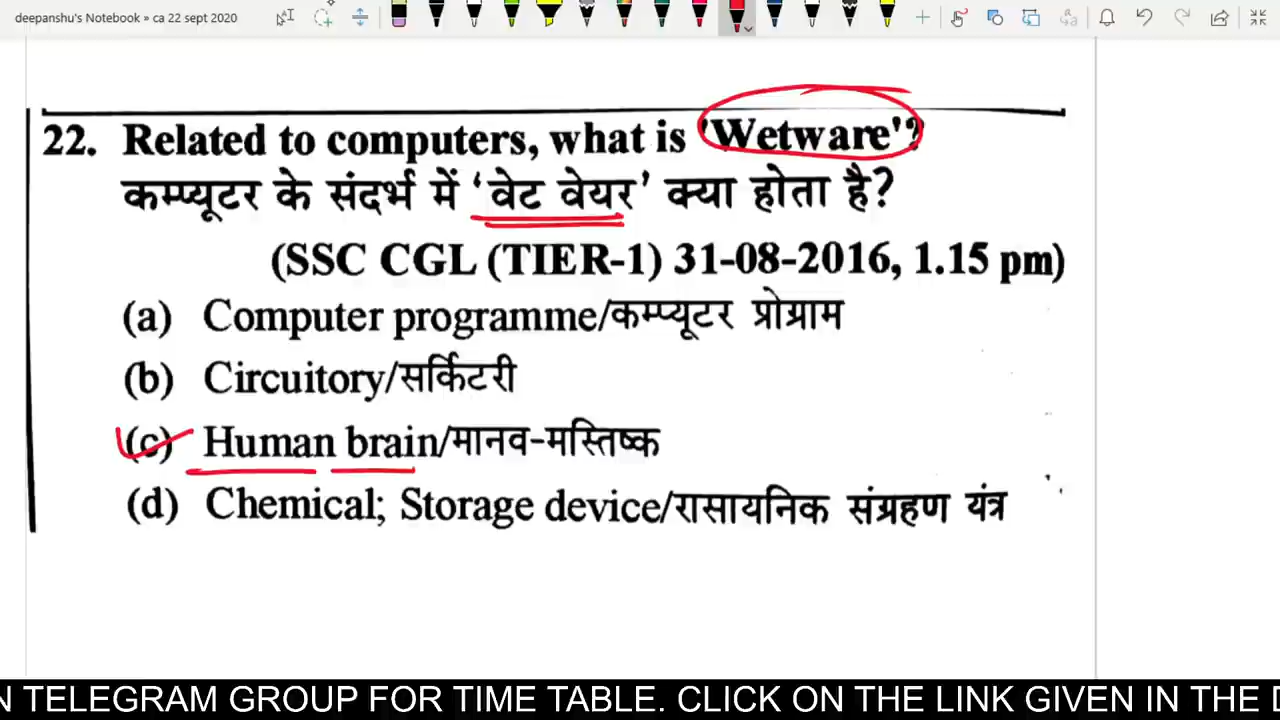 deepanshu's Notebook » ca 22 sept 2020
22. Related to computers, what is 'Wetware'?
कम्प्यूटर के संदर्भ में ‘वेट वेयर’ क्या होता है?
(SSC CGL (TIER-1) 31-08-2016, 1.15 pm)
(a) Computer programme/कम्प्यूटर प्रोग्राम
(b) Circuitory/सर्किटरी
(c) Human brain/मानव-मस्तिष्क
(d) Chemical; Storage device/रासायनिक संग्रहण यंत्र
N TELEGRAM GROUP FOR TIME TABLE. CLICK ON THE LINK GIVEN IN THE D